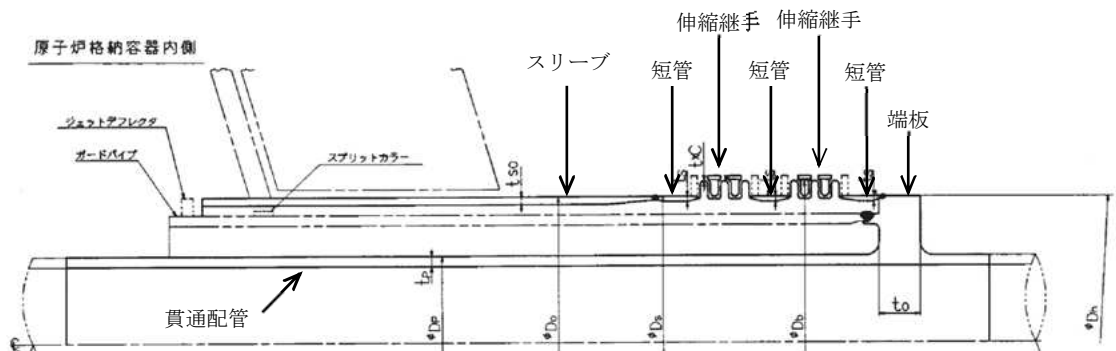 伸縮継手 伸縮継手
原子炉格納容器内側
スリーブ 短管 短管 短管
端板
ジェットデフレクタ
ガードパイプ スプリットカラー
tso
ts
txC
tp
to
貫通配管
φDp
φDo
φDs
φDb
φDh